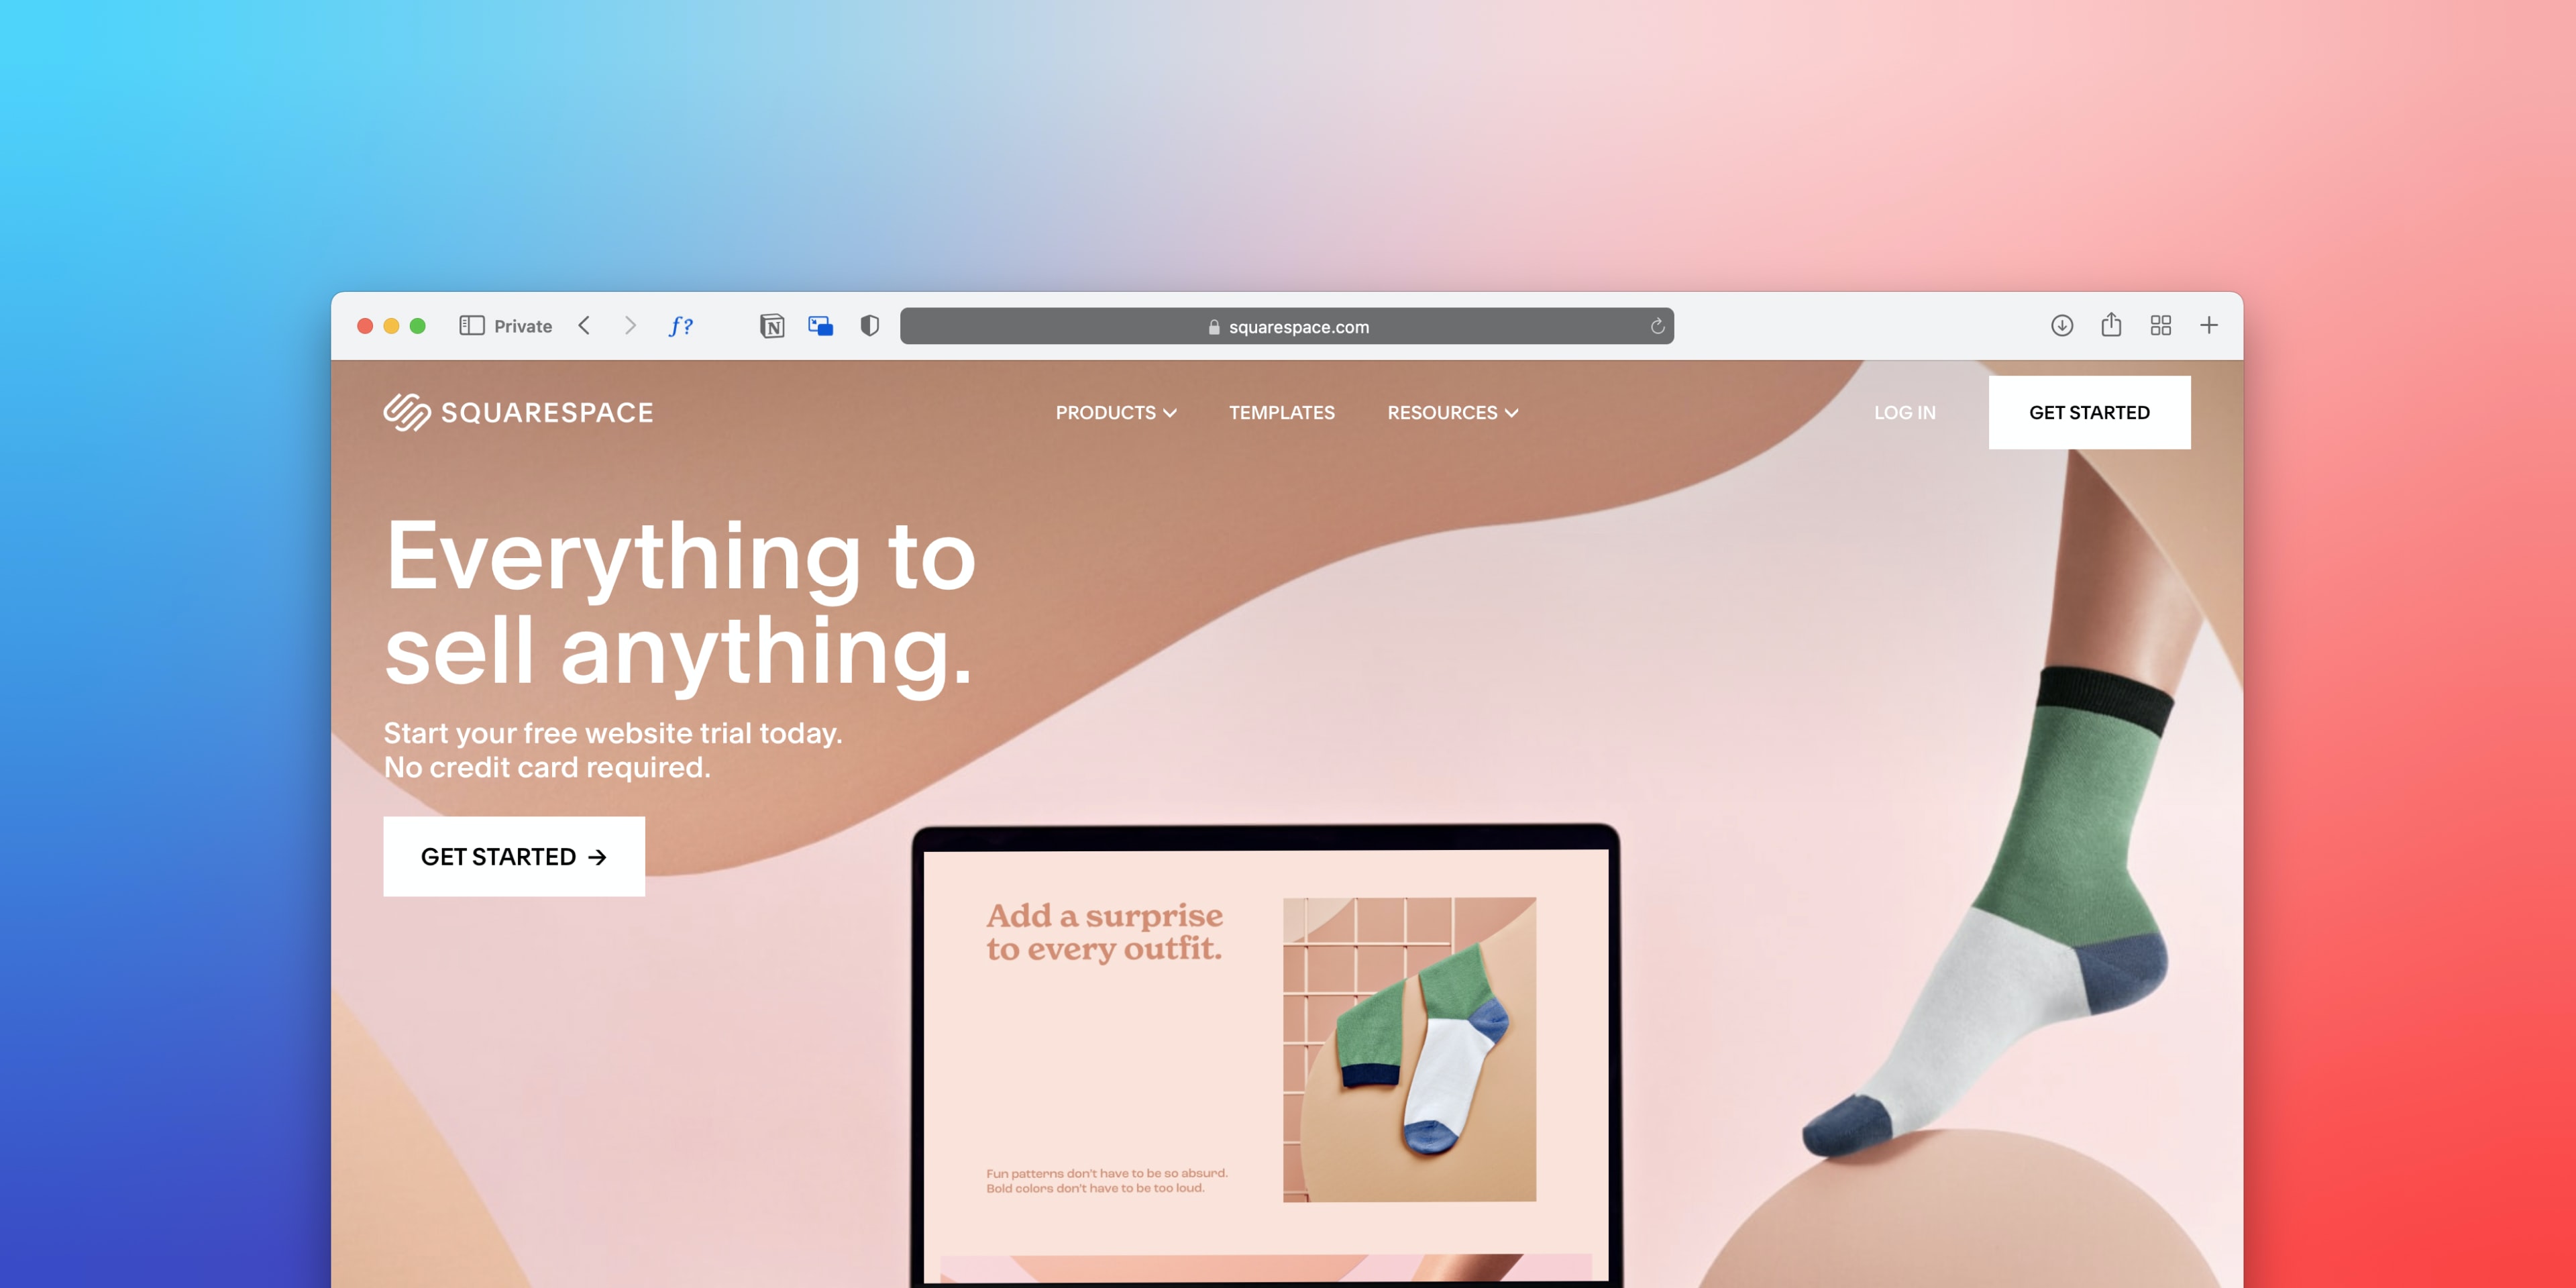 Private
f?
N
squarespace.com
SQUARESPACE
PRODUCTS
TEMPLATES
RESOURCES
LOG IN
GET STARTED
Everything to
sell anything.
Start your free website trial today.
No credit card required.
GET STARTED →
Add a surprise
to every outfit.
Fun patterns don't have to be so absurd.
Bold colors don't have to be too loud.